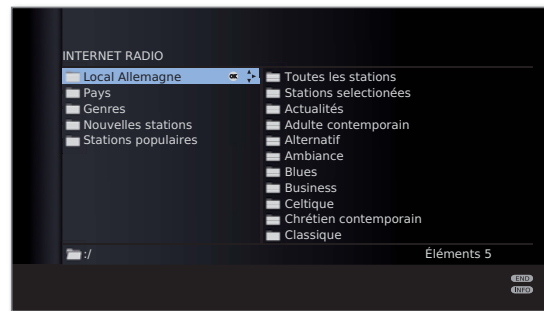 INTERNET RADIO
Local Allemagne OK
Pays
Genres
Nouvelles stations
Stations populaires
Toutes les stations
Stations selectionées
Actualités
Adulte contemporain
Alternatif
Ambiance
Blues
Business
Celtique
Chrétien contemporain
Classique
:/
Éléments 5
END
INFO